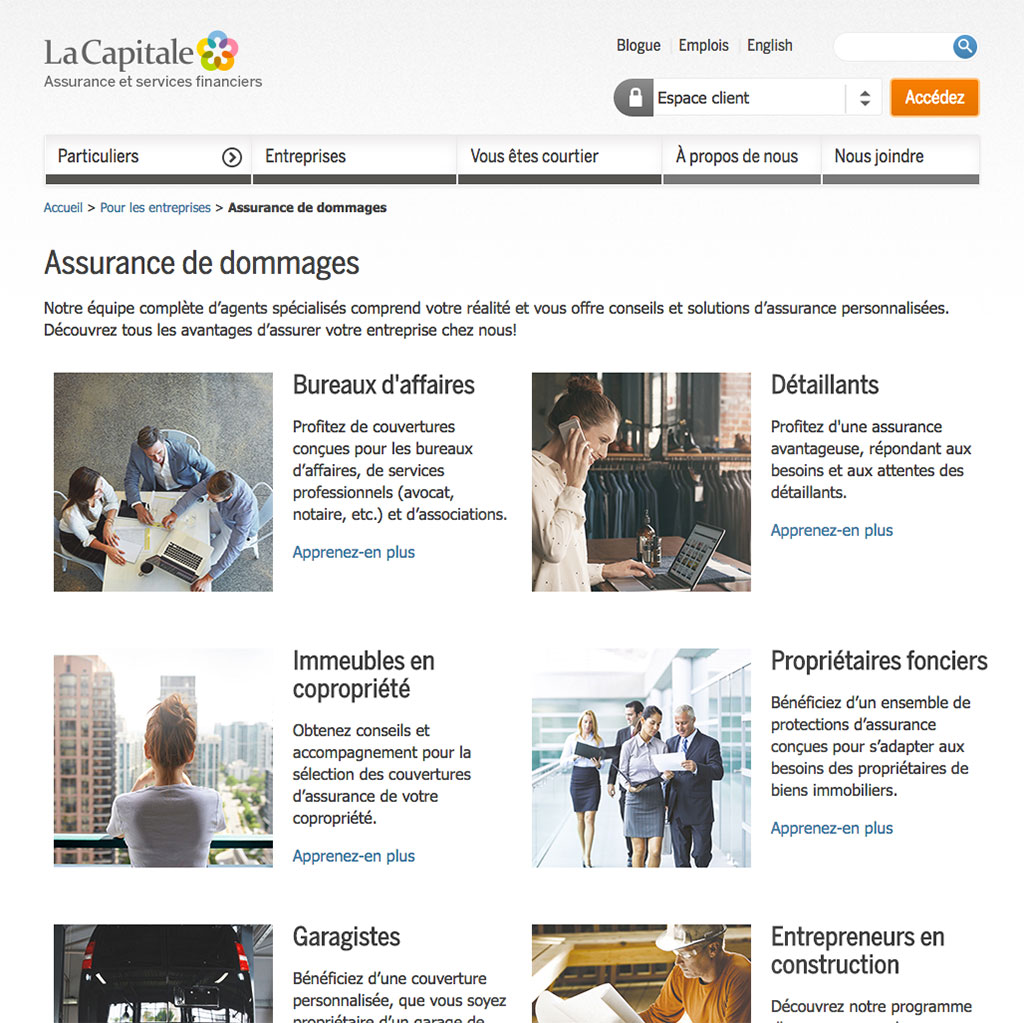 La Capitale
Assurance et services financiers
Blogue
Emplois
English
Espace client
Accédez
Particuliers
Entreprises
Vous êtes courtier
À propos de nous
Nous joindre
Accueil > Pour les entreprises > Assurance de dommages
Assurance de dommages
Notre équipe complète d’agents spécialisés comprend votre réalité et vous offre conseils et solutions d’assurance personnalisées.
Découvrez tous les avantages d’assurer votre entreprise chez nous!
Bureaux d'affaires
Profitez de couvertures
conçues pour les bureaux
d’affaires, de services
professionnels (avocat,
notaire, etc.) et d’associations.
Apprenez-en plus
Détaillants
Profitez d'une assurance
avantageuse, répondant aux
besoins et aux attentes des
détaillants.
Apprenez-en plus
Immeubles en
copropriété
Obtenez conseils et
accompagnement pour la
sélection des couvertures
d’assurance de votre
copropriété.
Apprenez-en plus
Propriétaires fonciers
Bénéficiez d’un ensemble de
protections d’assurance
conçues pour s’adapter aux
besoins des propriétaires de
biens immobiliers.
Apprenez-en plus
Garagistes
Bénéficiez d’une couverture
personnalisée, que vous soyez
propriétaire d’un garage de
Entrepreneurs en
construction
Découvrez notre programme